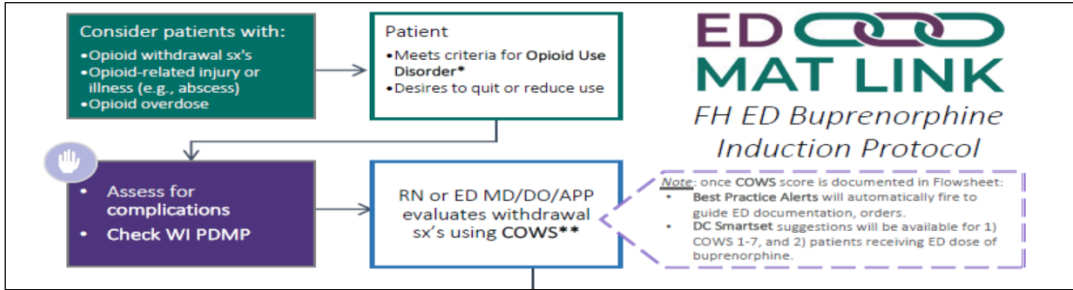 Consider patients with:
•Opioid withdrawal sx's
•Opioid-related injury or
illness (e.g., abscess)
•Opioid overdose
Patient
•Meets criteria for Opioid Use
Disorder*
•Desires to quit or reduce use
ED
MAT LINK
FH ED Buprenorphine
Induction Protocol
• Assess for
complications
• Check WI PDMP
RN or ED MD/DO/APP
evaluates withdrawal
sx's using COWS**
Note: once COWS score is documented in Flowsheet:
• Best Practice Alerts will automatically fire to
guide ED documentation, orders.
• DC Smartset suggestions will be available for 1)
COWS 1-7, and 2) patients receiving ED dose of
buprenorphine.